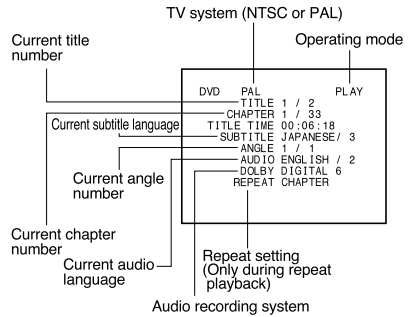 TV system (NTSC or PAL)
Current title
number
Operating mode
DVD PAL PLAY
TITLE 1 / 2
CHAPTER 1 / 33
TITLE TIME 00:06:18
Current subtitle language
SUBTITLE JAPANESE/ 3
ANGLE 1 / 1
AUDIO ENGLISH / 2
DOLBY DIGITAL 6
REPEAT CHAPTER
Current angle
number
Current chapter
number
Current audio
language
Repeat setting
(Only during repeat
playback)
Audio recording system